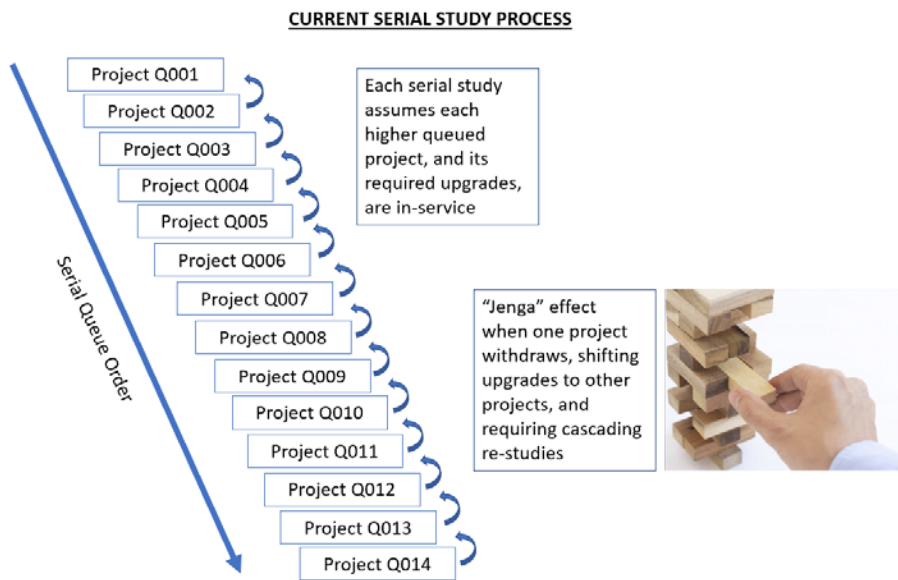 CURRENT SERIAL STUDY PROCESS
Project Q001
Project Q002
Project Q003
Project Q004
Project Q005
Project Q006
Project Q007
Project Q008
Project Q009
Project Q010
Project Q011
Project Q012
Project Q013
Project Q014
Serial Queue Order
Each serial study
assumes each
higher queued
project, and its
required upgrades,
are in-service
“Jenga” effect
when one project
withdraws, shifting
upgrades to other
projects, and
requiring cascading
re-studies